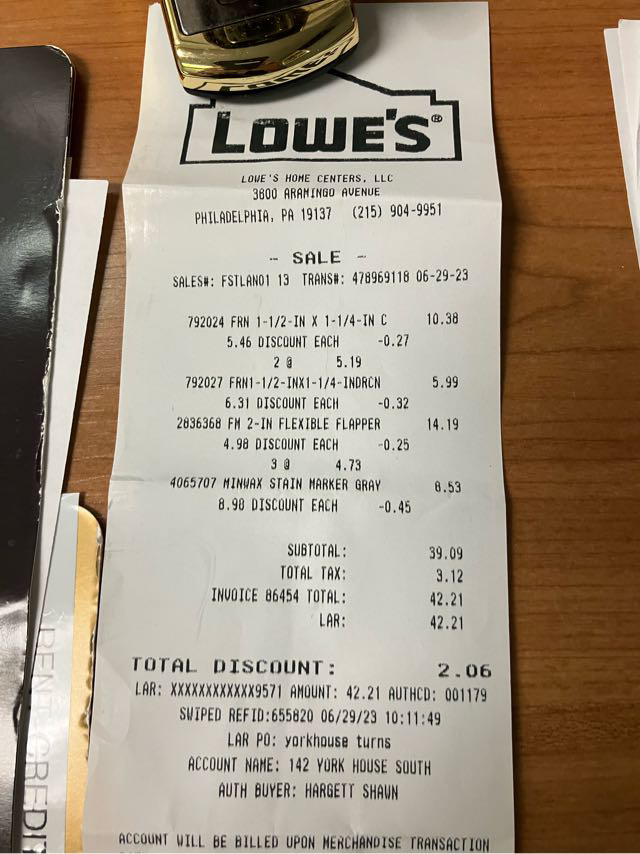 LOWE'S®
LOWE'S HOME CENTERS, LLC
3800 ARAMINGO AVENUE
PHILADELPHIA, PA 19137 (215) 904-9951
- SALE -
SALES#: FSTLAN01 13 TRANS#: 478969118 06-29-23
792024 FRN 1-1/2-IN X 1-1/4-IN C 10.38
5.46 DISCOUNT EACH -0.27
2 @ 5.19
792027 FRN1-1/2-INX1-1/4-INDRCN 5.99
6.31 DISCOUNT EACH -0.32
2836368 FM 2-IN FLEXIBLE FLAPPER 14.19
4.98 DISCOUNT EACH -0.25
3 @ 4.73
4065707 MINWAX STAIN MARKER GRAY 8.53
8.98 DISCOUNT EACH -0.45
SUBTOTAL: 39.09
TOTAL TAX: 3.12
INVOICE 86454 TOTAL: 42.21
LAR: 42.21
TOTAL DISCOUNT: 2.06
LAR: XXXXXXXXXXXX9571 AMOUNT: 42.21 AUTHCD: 001179
SWIPED REFID:655820 06/29/23 10:11:49
LAR PO: yorkhouse turns
ACCOUNT NAME: 142 YORK HOUSE SOUTH
AUTH BUYER: HARGETT SHAWN
ACCOUNT WILL BE BILLED UPON MERCHANDISE TRANSACTION